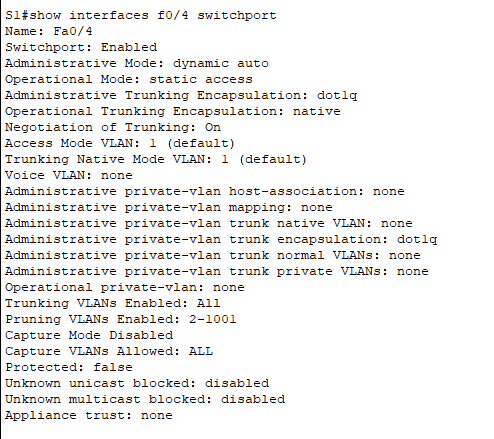 S1#show interfaces f0/4 switchport
Name: Fa0/4
Switchport: Enabled
Administrative Mode: dynamic auto
Operational Mode: static access
Administrative Trunking Encapsulation: dot1q
Operational Trunking Encapsulation: native
Negotiation of Trunking: On
Access Mode VLAN: 1 (default)
Trunking Native Mode VLAN: 1 (default)
Voice VLAN: none
Administrative private-vlan host-association: none
Administrative private-vlan mapping: none
Administrative private-vlan trunk native VLAN: none
Administrative private-vlan trunk encapsulation: dot1q
Administrative private-vlan trunk normal VLANs: none
Administrative private-vlan trunk private VLANs: none
Operational private-vlan: none
Trunking VLANs Enabled: All
Pruning VLANs Enabled: 2-1001
Capture Mode Disabled
Capture VLANs Allowed: ALL
Protected: false
Unknown unicast blocked: disabled
Unknown multicast blocked: disabled
Appliance trust: none